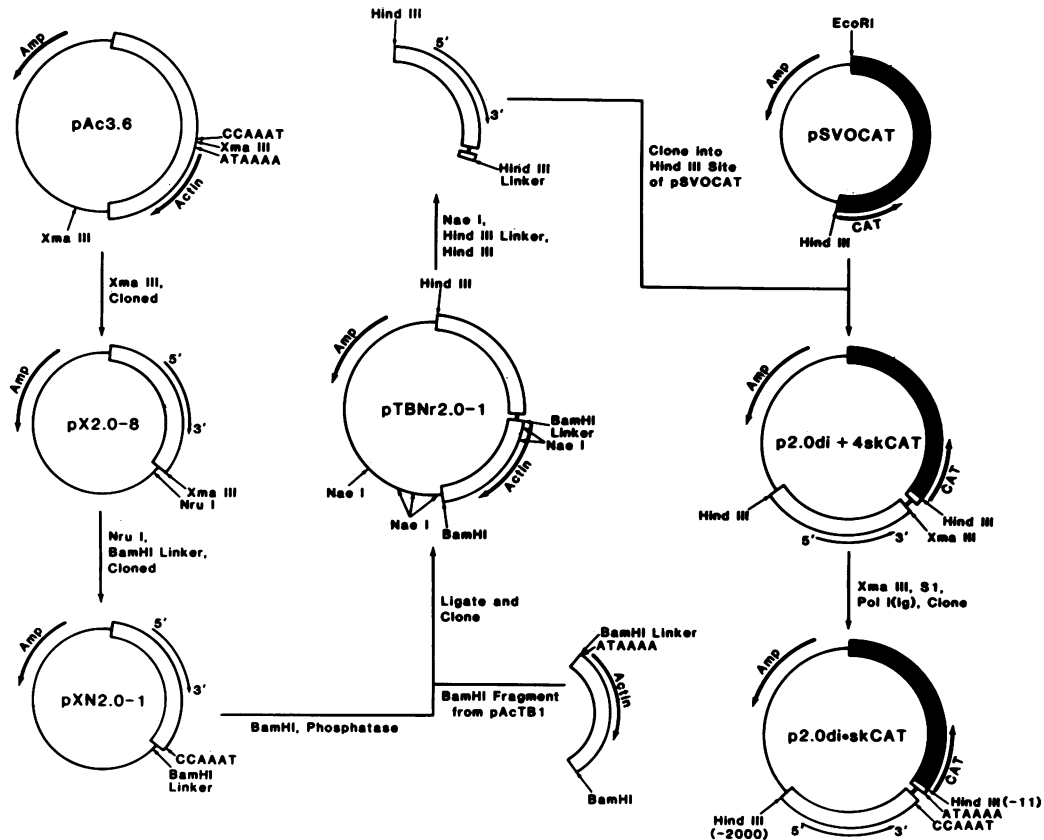 Amp
pAc3.6
CCAAAT
Xma III
ATAAAA
Actin
Xma III
Xma III,
Cloned
Amp
5'
pX2.0-8
3'
Xma III
Nru I
Nru I,
BamHI Linker,
Cloned
Amp
5'
pXN2.0-1
3'
CCAAAT
BamHI
Linker
BamHI, Phosphatase
Hind III
5'
3'
Hind III
Linker
Nae I,
Hind III Linker,
Hind III
Hind III
Amp
pTBNr2.0-1
BamHI
Linker
Nae I
Actin
Nae I
Nae I
BamHI
Ligate and
Clone
BamHI Linker
ATAAAA
Actin
BamHI Fragment
from pAcTB1
BamHI
Clone into
Hind III Site
of pSVOCAT
EcoRI
Amp
pSVOCAT
CAT
Hind III
Amp
p2.0di + 4skCAT
CAT
Hind III
Hind III
Xma III
5'
3'
Xma III, S1,
Pol K(lg), Clone
Amp
p2.0di•skCAT
CAT
Hind III(-11)
ATAAAA
CCAAAT
Hind III
(-2000)
5'
3'